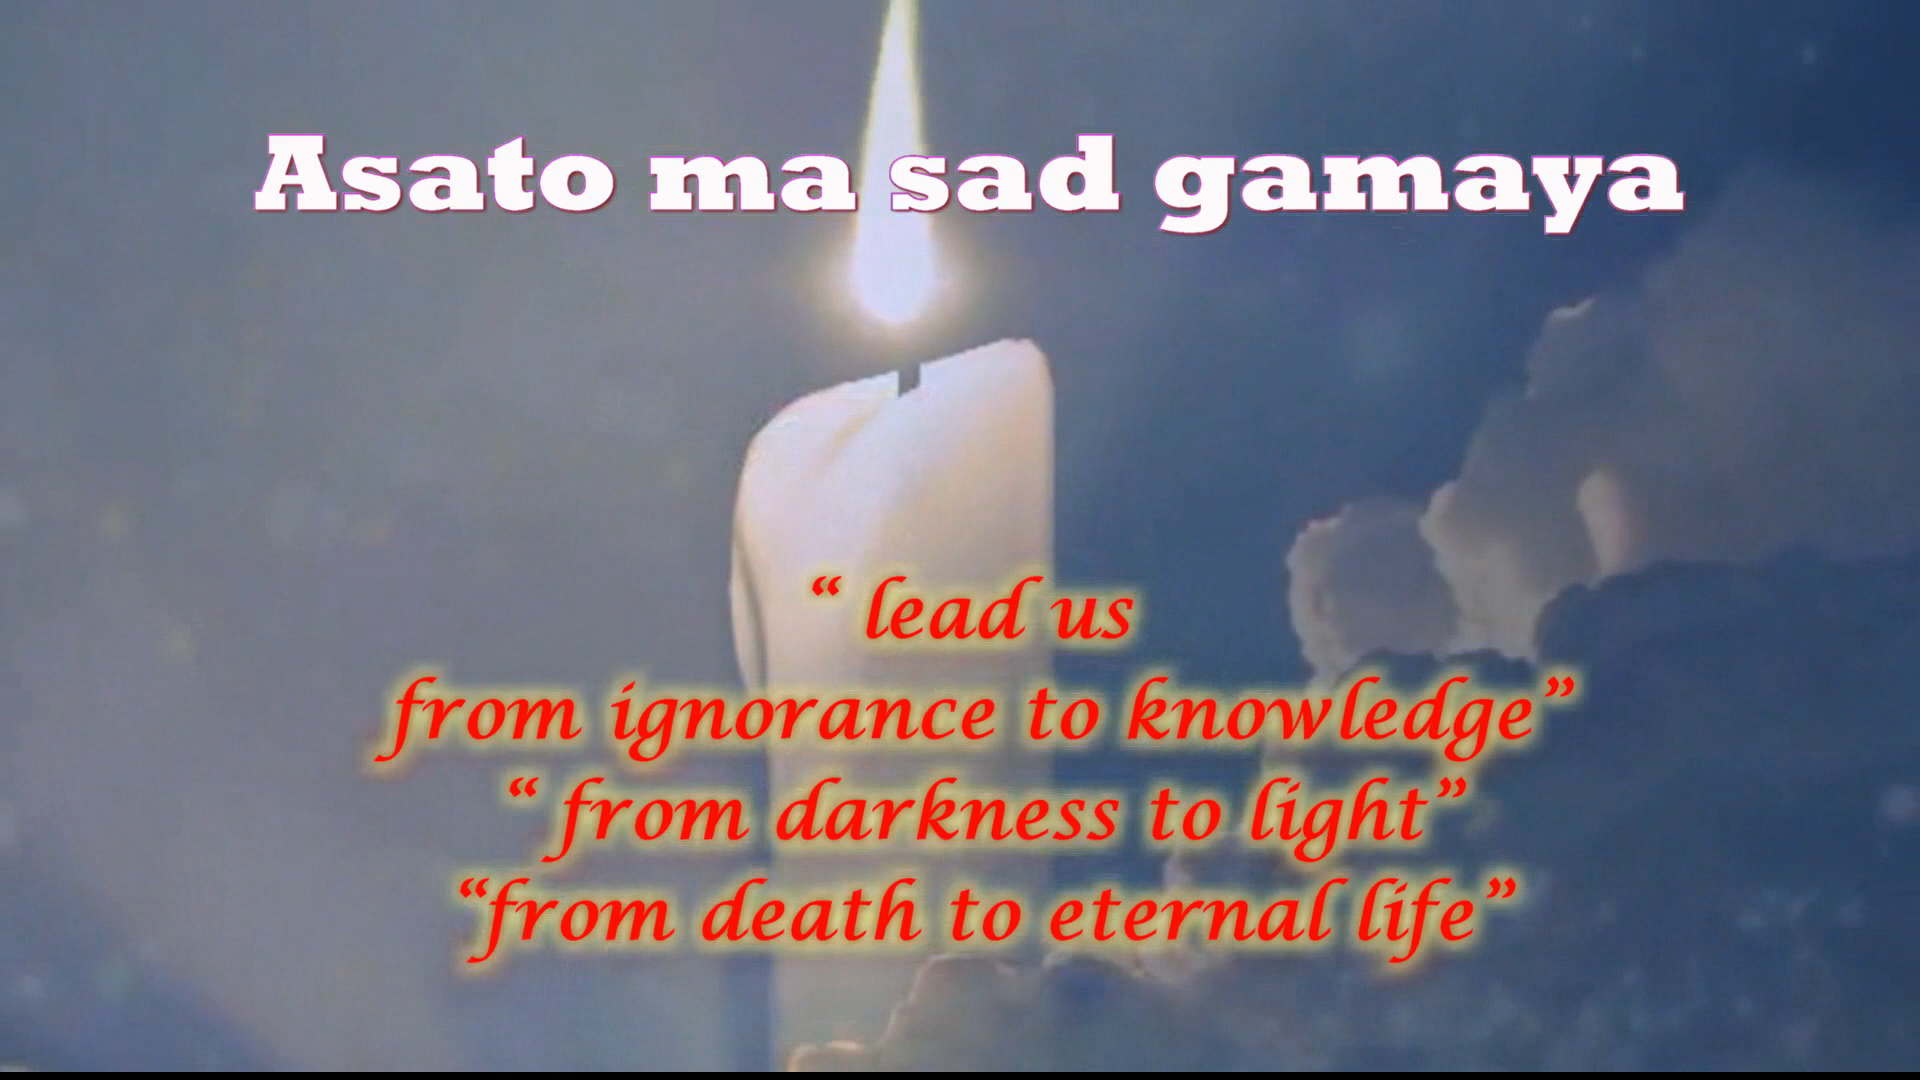 Asato ma sad gamaya
“ lead us
from ignorance to knowledge”
“ from darkness to light”
“from death to eternal life”